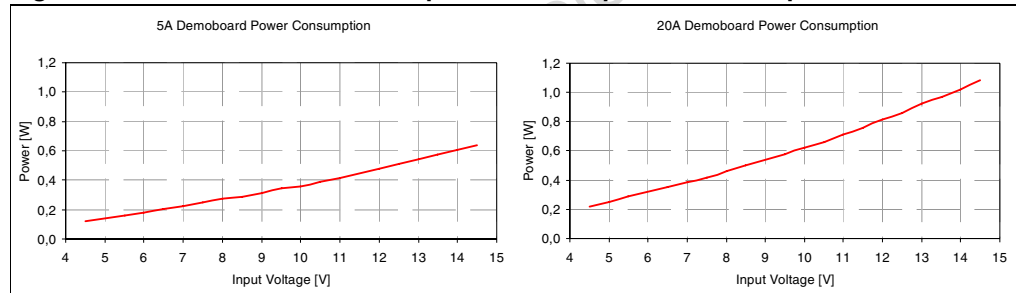 5A Demoboard Power Consumption
1,2
1,0
0,8
0,6
0,4
0,2
0,0
Power [W]
4 5 6 7 8 9 10 11 12 13 14 15
Input Voltage [V]
20A Demoboard Power Consumption
1,2
1,0
0,8
0,6
0,4
0,2
0,0
Power [W]
4 5 6 7 8 9 10 11 12 13 14 15
Input Voltage [V]